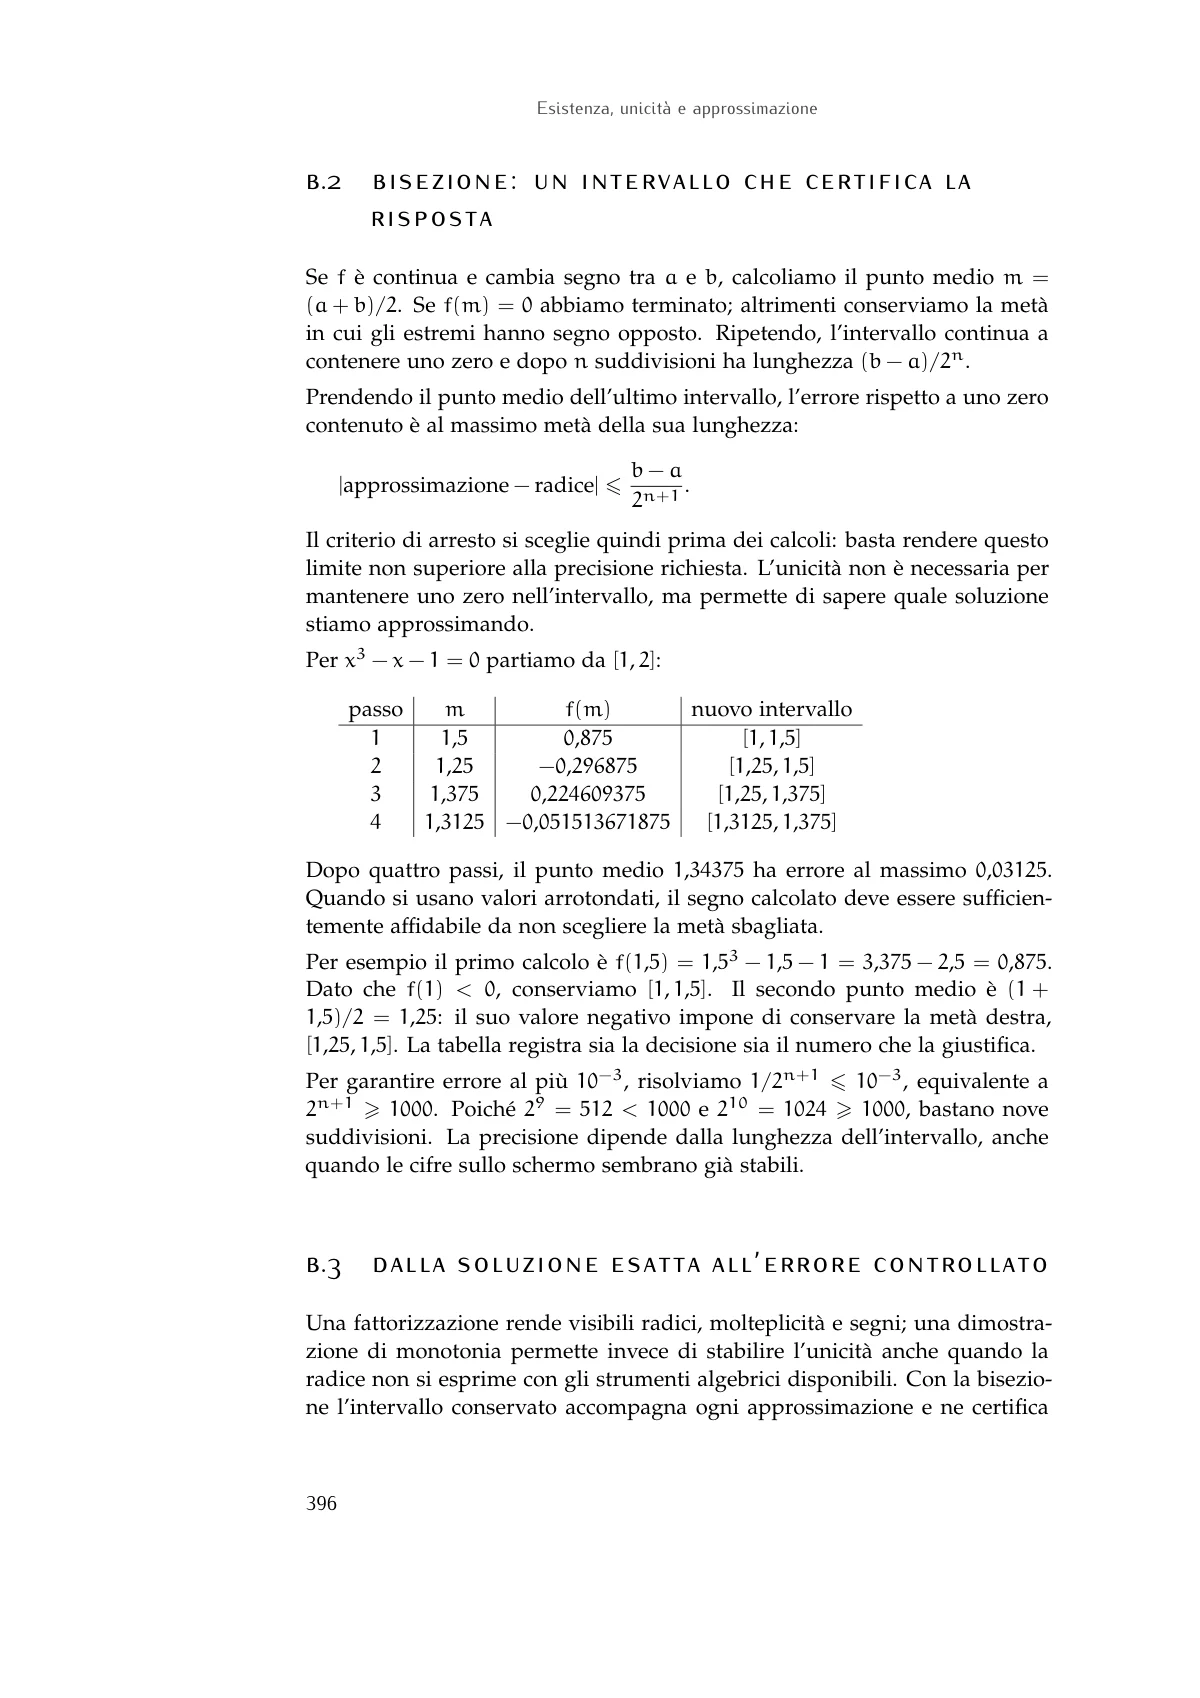 Esistenza, unicità e approssimazione
B.2 BISEZIONE: UN INTERVALLO CHE CERTIFICA LA
RISPOSTA
Se f è continua e cambia segno tra a e b, calcoliamo il punto medio m =
(a + b)/2. Se f(m) = 0 abbiamo terminato; altrimenti conserviamo la metà
in cui gli estremi hanno segno opposto. Ripetendo, l'intervallo continua a
contenere uno zero e dopo n suddivisioni ha lunghezza (b − a)/2ⁿ.
Prendendo il punto medio dell'ultimo intervallo, l'errore rispetto a uno zero
contenuto è al massimo metà della sua lunghezza:
|approssimazione − radice| ⩽ (b − a)/2ⁿ⁺¹.
Il criterio di arresto si sceglie quindi prima dei calcoli: basta rendere questo
limite non superiore alla precisione richiesta. L'unicità non è necessaria per
mantenere uno zero nell'intervallo, ma permette di sapere quale soluzione
stiamo approssimando.
Per x³ − x − 1 = 0 partiamo da [1, 2]:
passo m f(m) nuovo intervallo
1 1,5 0,875 [1, 1,5]
2 1,25 −0,296875 [1,25, 1,5]
3 1,375 0,224609375 [1,25, 1,375]
4 1,3125 −0,051513671875 [1,3125, 1,375]
Dopo quattro passi, il punto medio 1,34375 ha errore al massimo 0,03125.
Quando si usano valori arrotondati, il segno calcolato deve essere sufficien-
temente affidabile da non scegliere la metà sbagliata.
Per esempio il primo calcolo è f(1,5) = 1,5³ − 1,5 − 1 = 3,375 − 2,5 = 0,875.
Dato che f(1) < 0, conserviamo [1, 1,5]. Il secondo punto medio è (1 +
1,5)/2 = 1,25: il suo valore negativo impone di conservare la metà destra,
[1,25, 1,5]. La tabella registra sia la decisione sia il numero che la giustifica.
Per garantire errore al più 10⁻³, risolviamo 1/2ⁿ⁺¹ ⩽ 10⁻³, equivalente a
2ⁿ⁺¹ ⩾ 1000. Poiché 2⁹ = 512 < 1000 e 2¹⁰ = 1024 ⩾ 1000, bastano nove
suddivisioni. La precisione dipende dalla lunghezza dell'intervallo, anche
quando le cifre sullo schermo sembrano già stabili.
B.3 DALLA SOLUZIONE ESATTA ALL'ERRORE CONTROLLATO
Una fattorizzazione rende visibili radici, molteplicità e segni; una dimostra-
zione di monotonia permette invece di stabilire l'unicità anche quando la
radice non si esprime con gli strumenti algebrici disponibili. Con la bisezio-
ne l'intervallo conservato accompagna ogni approssimazione e ne certifica
396